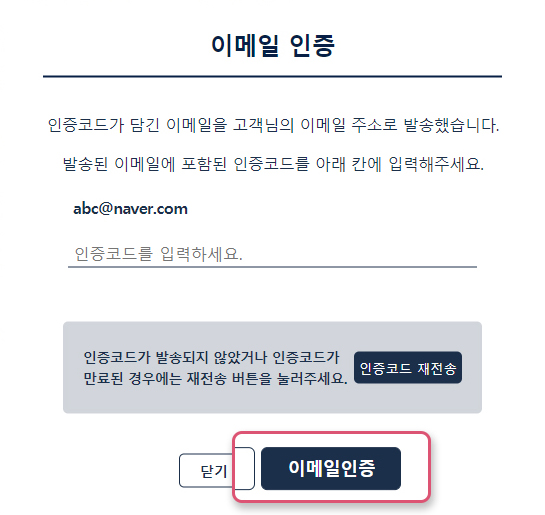 이메일 인증
인증코드가 담긴 이메일을 고객님의 이메일 주소로 발송했습니다.
발송된 이메일에 포함된 인증코드를 아래 칸에 입력해주세요.
abc@naver.com
인증코드를 입력하세요.
인증코드가 발송되지 않았거나 인증코드가
만료된 경우에는 재전송 버튼을 눌러주세요.
인증코드 재전송
닫기
이메일인증